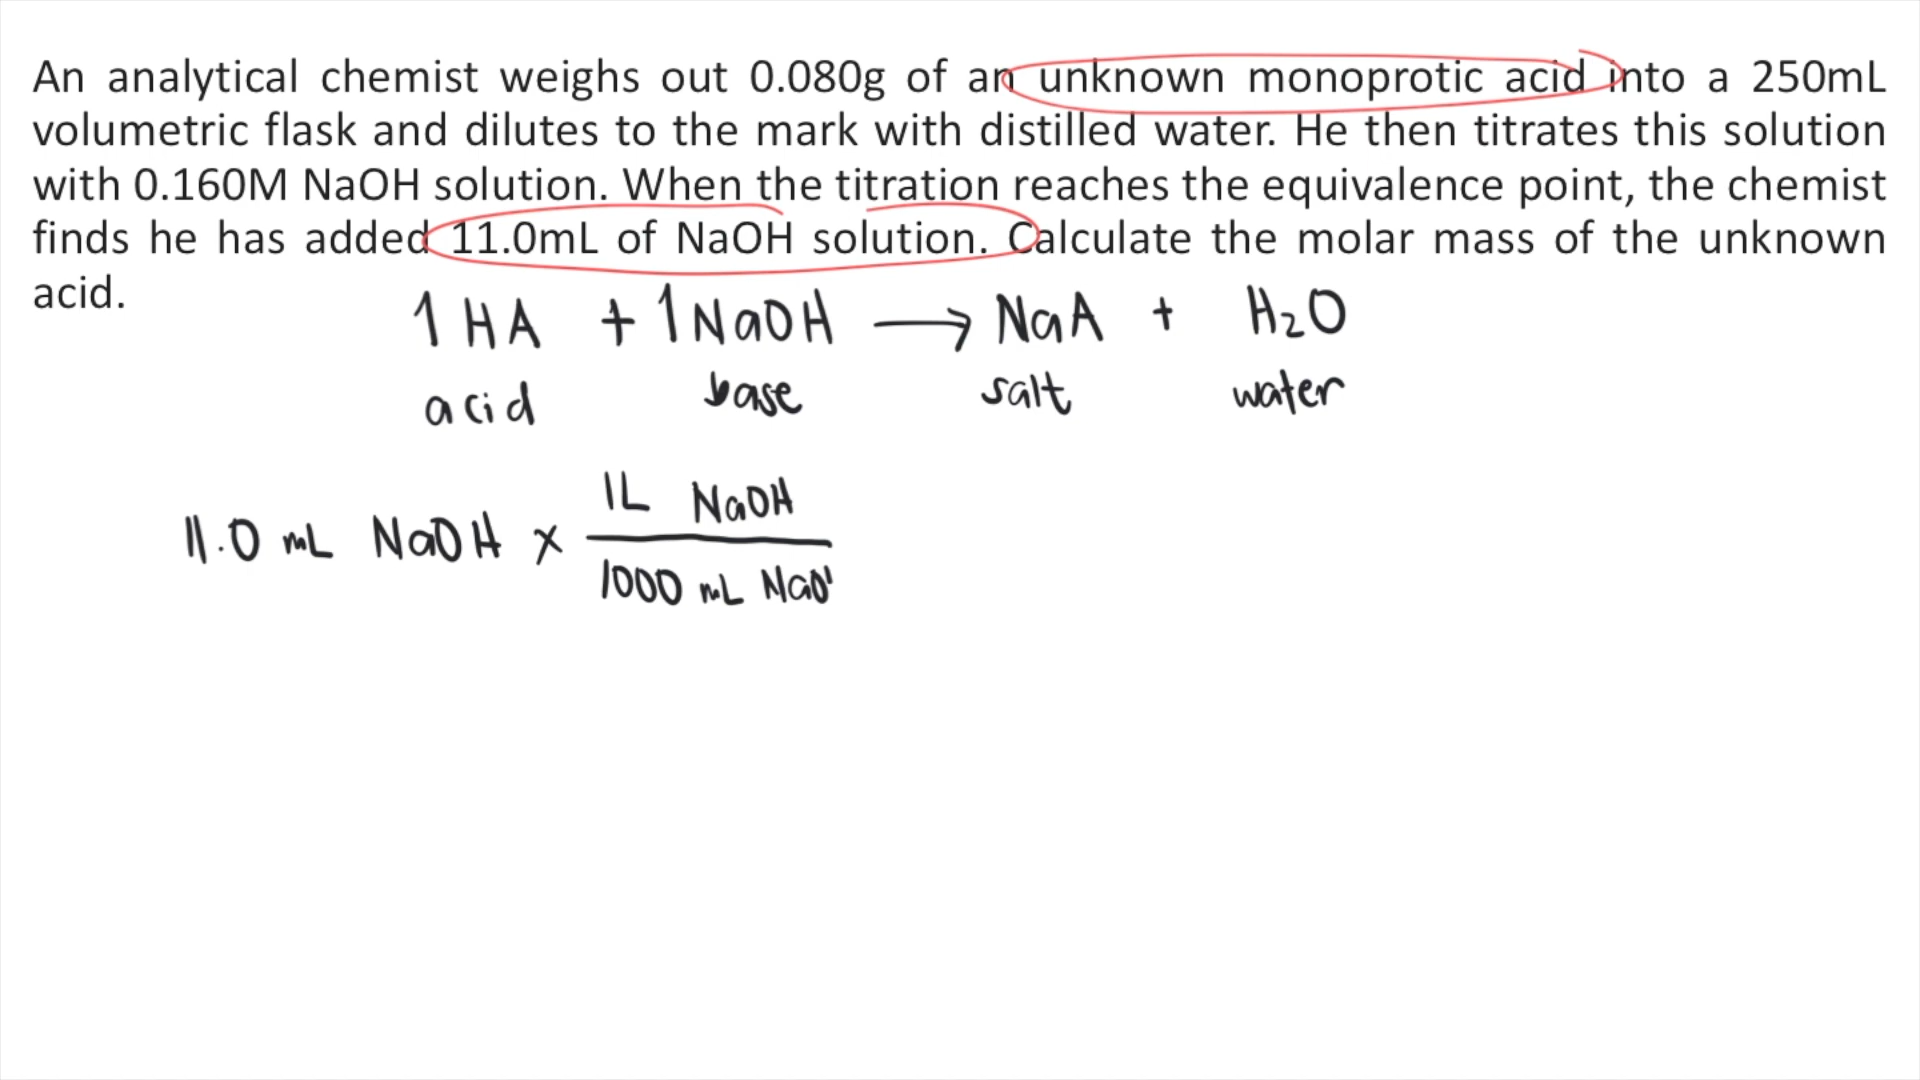 An analytical chemist weighs out 0.080g of an unknown monoprotic acid into a 250mL
volumetric flask and dilutes to the mark with distilled water. He then titrates this solution
with 0.160M NaOH solution. When the titration reaches the equivalence point, the chemist
finds he has added 11.0mL of NaOH solution. Calculate the molar mass of the unknown
acid.
1 HA + 1 NaOH → NaA + H₂O
acid base salt water
1L NaOH
11.0 mL NaOH ×
1000 mL NaO